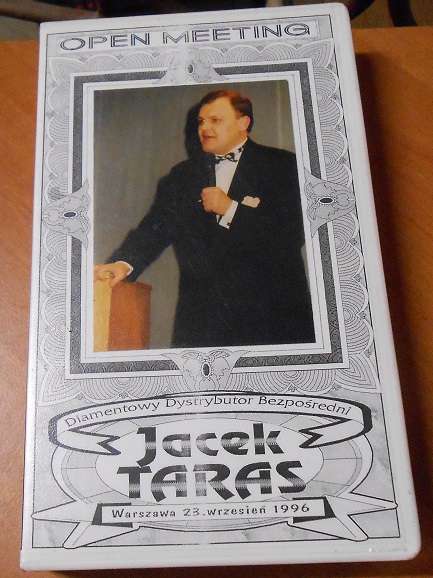 OPEN MEETING
Diamentowy Dystrybutor Bezpośredni
Jacek
TARAS
Warszawa 23.wrzesień 1996